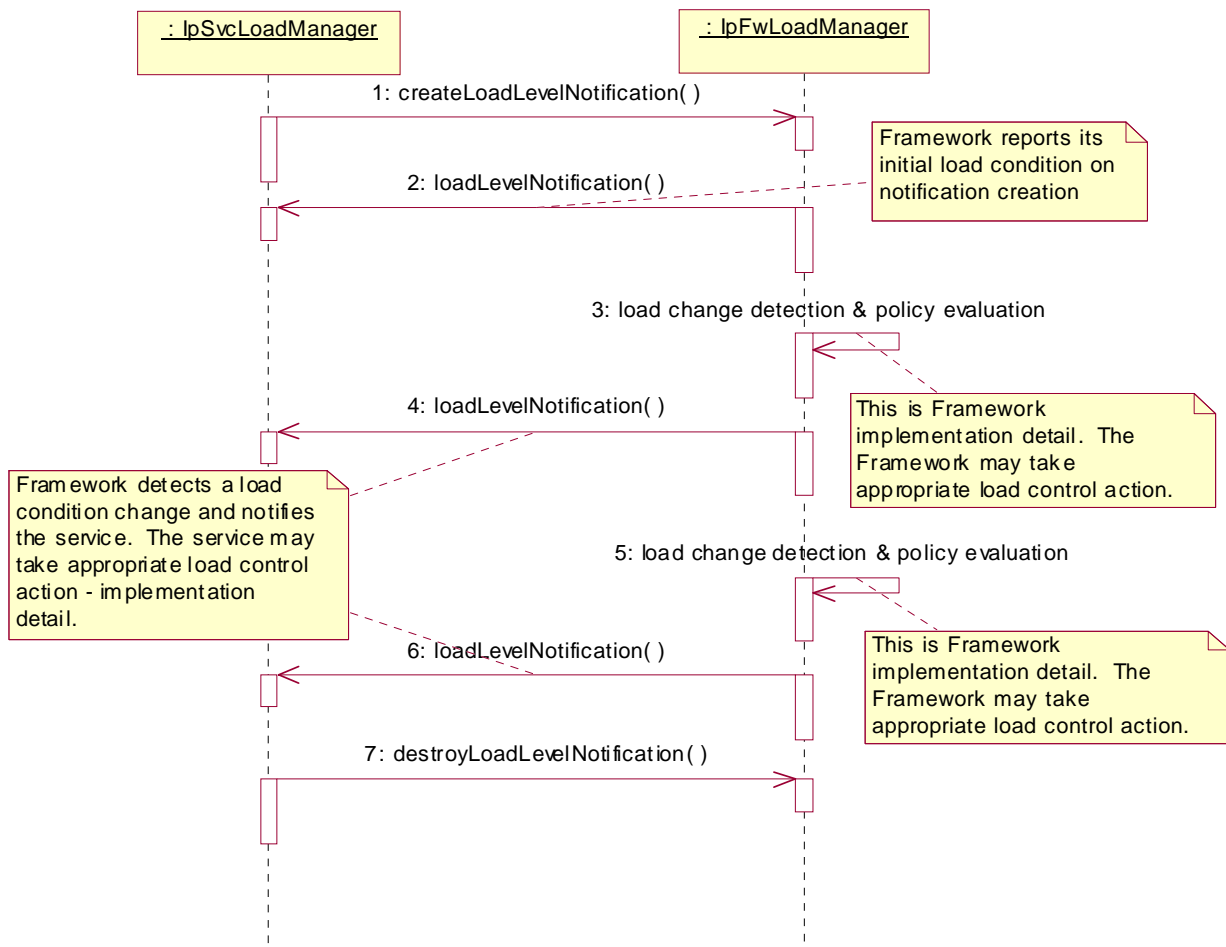 : IpSvcLoadManager
: IpFwLoadManager
1: createLoadLevelNotification( )
Framework reports its
initial load condition on
notification creation
2: loadLevelNotification( )
3: load change detection & policy evaluation
This is Framework
implementation detail. The
Framework may take
appropriate load control action.
4: loadLevelNotification( )
Framework detects a load
condition change and notifies
the service. The service may
take appropriate load control
action - implementation
detail.
5: load change detection & policy evaluation
This is Framework
implementation detail. The
Framework may take
appropriate load control action.
6: loadLevelNotification( )
7: destroyLoadLevelNotification( )